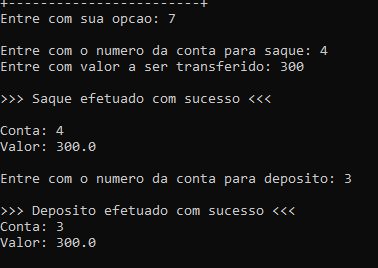 +------------------------+
Entre com sua opcao: 7
Entre com o numero da conta para saque: 4
Entre com valor a ser transferido: 300
>>> Saque efetuado com sucesso <<<
Conta: 4
Valor: 300.0
Entre com o numero da conta para deposito: 3
>>> Deposito efetuado com sucesso <<<
Conta: 3
Valor: 300.0